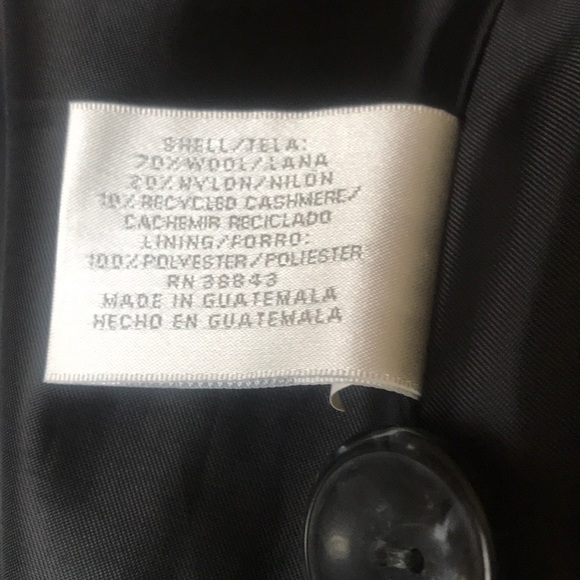 SHELL/TELA:
70% WOOL/LANA
20% NYLON/NILON
10% RECYCLED CASHMERE/
CACHEMIR RECICLADO
LINING/FORRO:
100% POLYESTER/POLIESTER
RN 38843
MADE IN GUATEMALA
HECHO EN GUATEMALA